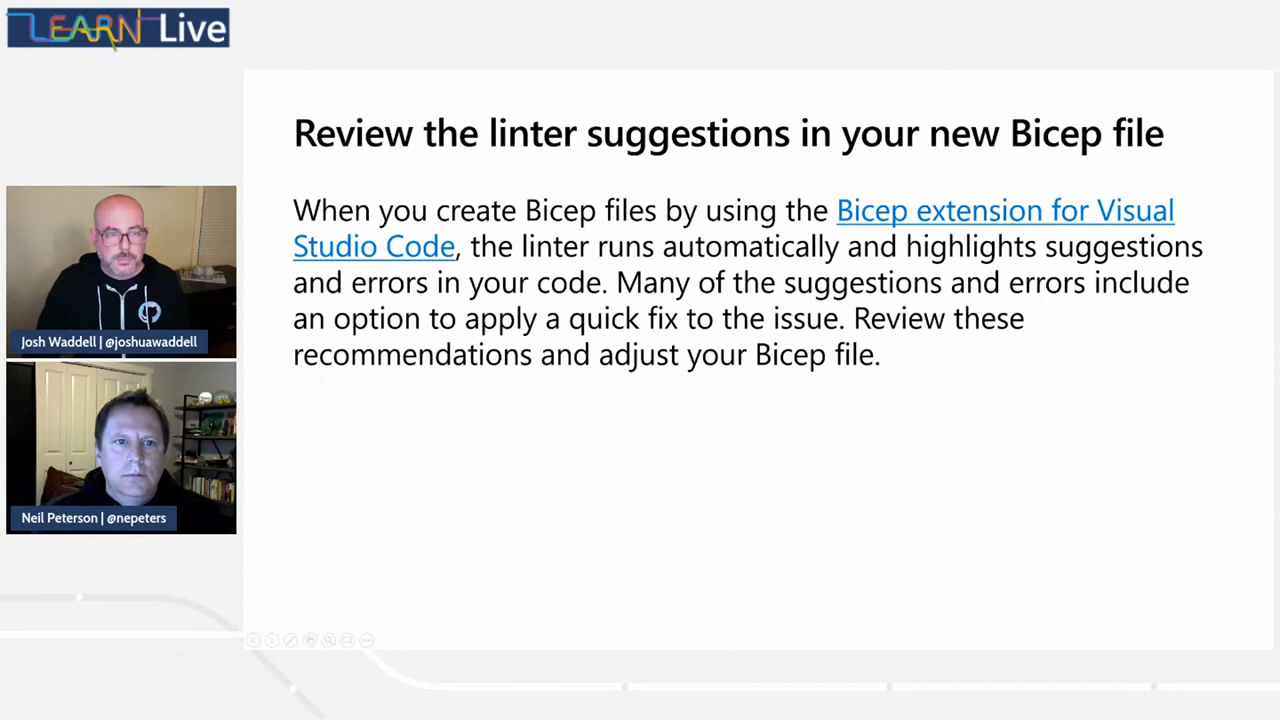 LEARN Live
Review the linter suggestions in your new Bicep file
When you create Bicep files by using the Bicep extension for Visual
Studio Code, the linter runs automatically and highlights suggestions
and errors in your code. Many of the suggestions and errors include
an option to apply a quick fix to the issue. Review these
recommendations and adjust your Bicep file.
Josh Waddell | @joshuawaddell
Neil Peterson | @nepeters